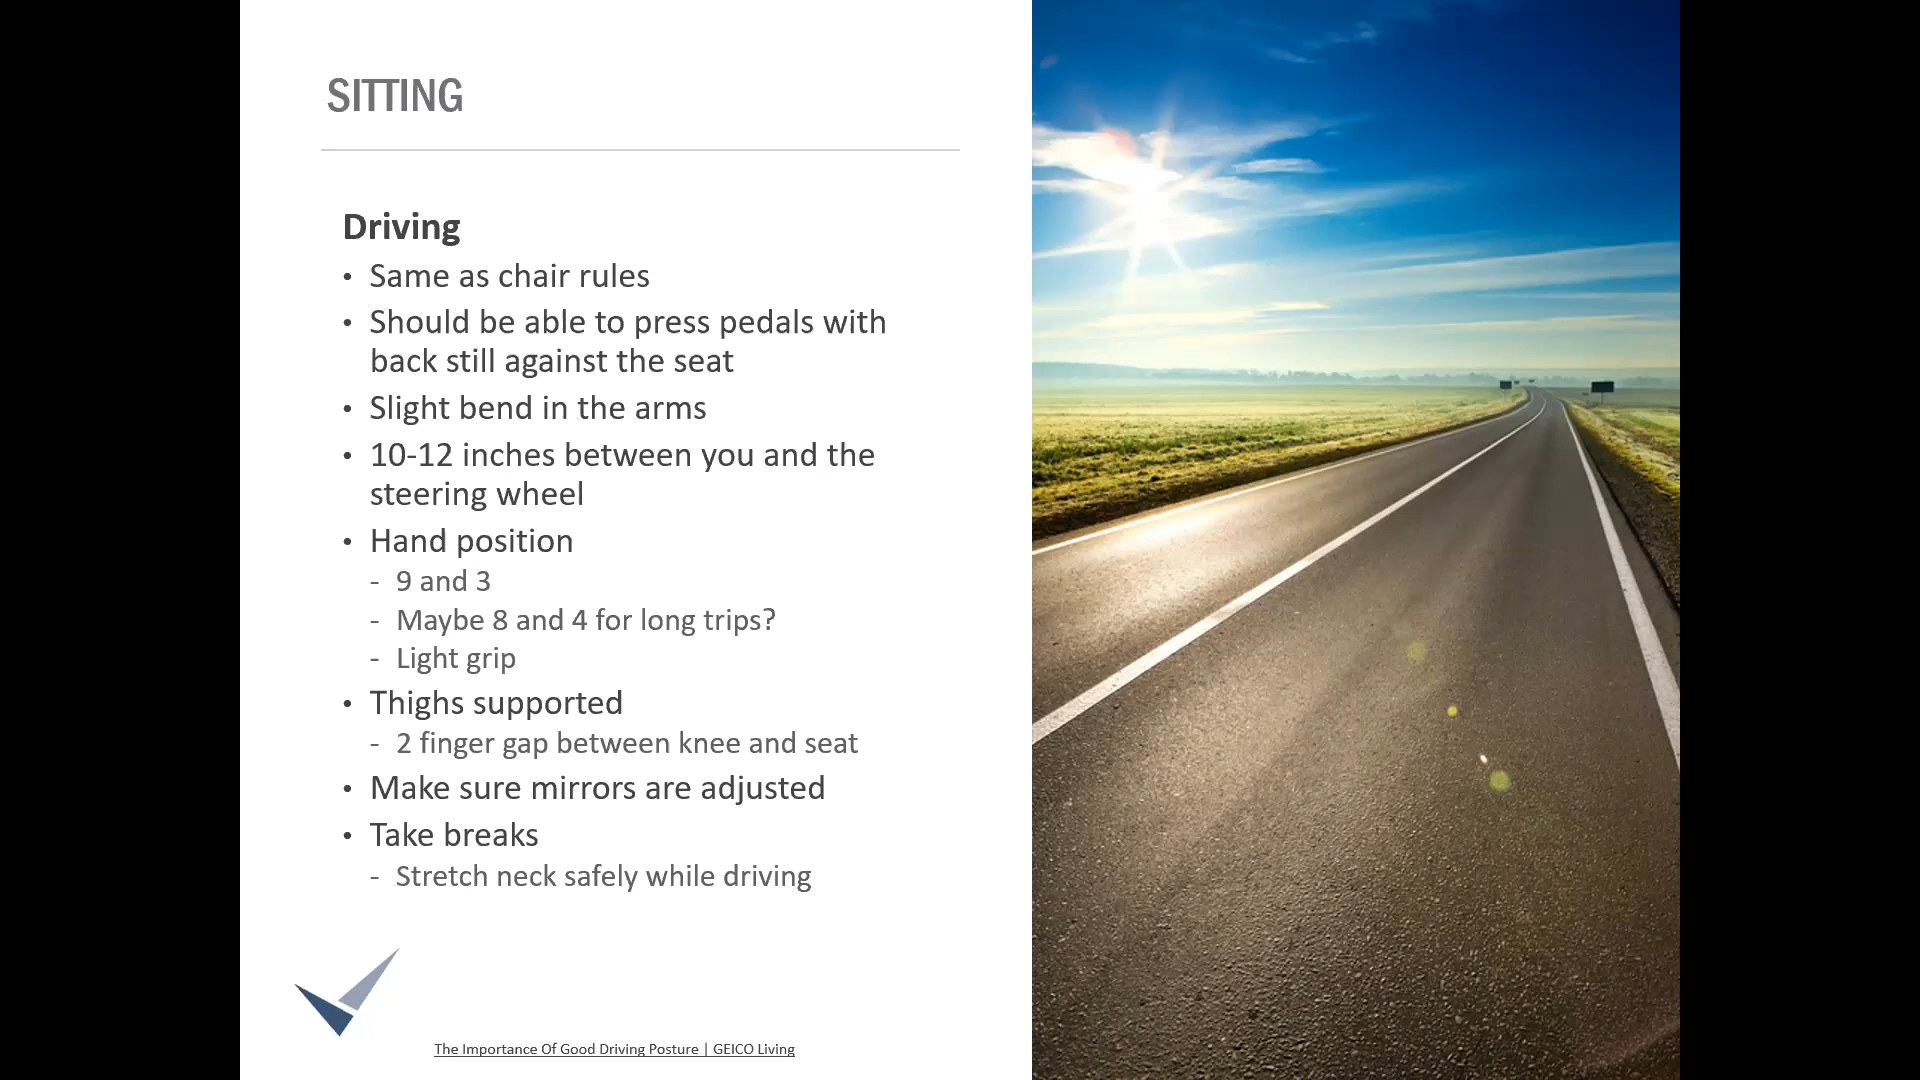 SITTING
Driving
• Same as chair rules
• Should be able to press pedals with
back still against the seat
• Slight bend in the arms
• 10-12 inches between you and the
steering wheel
• Hand position
- 9 and 3
- Maybe 8 and 4 for long trips?
- Light grip
• Thighs supported
- 2 finger gap between knee and seat
• Make sure mirrors are adjusted
• Take breaks
- Stretch neck safely while driving
The Importance Of Good Driving Posture | GEICO Living